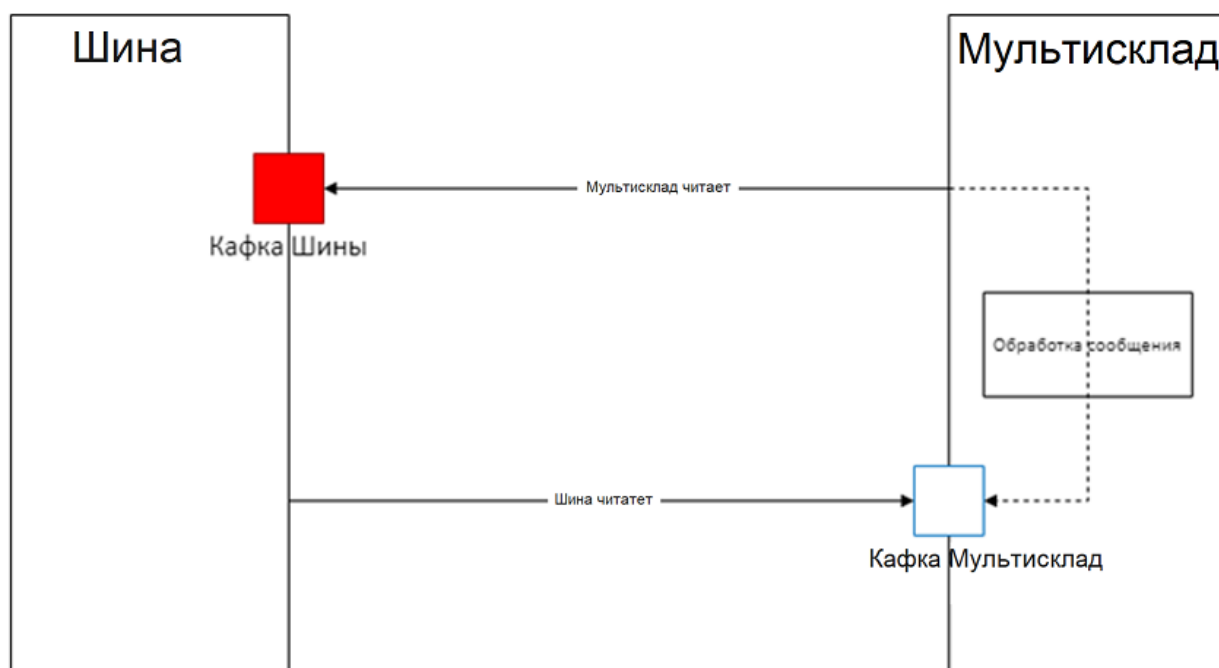 Шина
Мультисклад
Мультисклад читает
Кафка Шины
Обработка сообщения
Шина читатет
Кафка Мультисклад